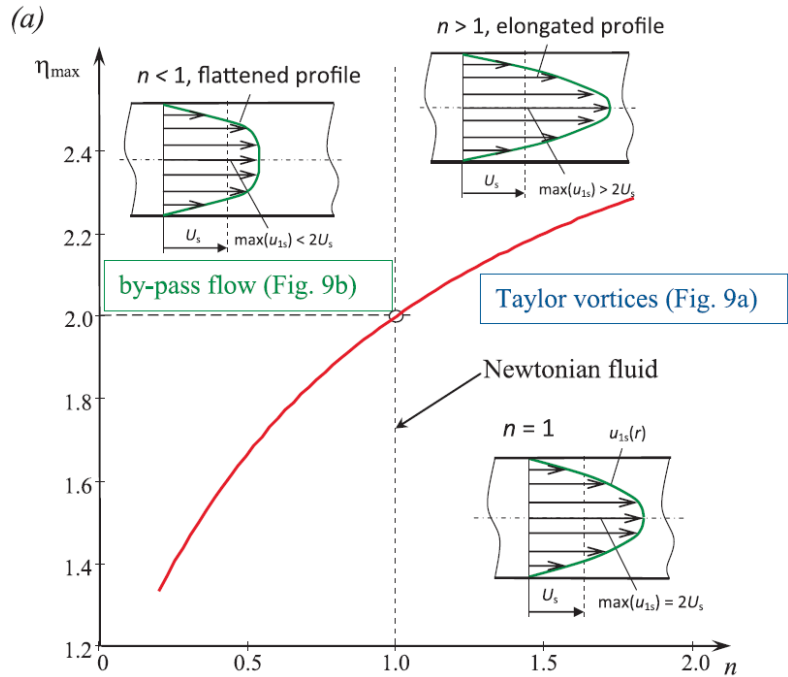 (a)
ηmax
n < 1, flattened profile
n > 1, elongated profile
Us
max(u1s) < 2Us
Us
max(u1s) > 2Us
2.4
2.2
by-pass flow (Fig. 9b)
Taylor vortices (Fig. 9a)
2.0
Newtonian fluid
1.8
n = 1
u1s(r)
1.6
Us
max(u1s) = 2Us
1.4
1.2
0
0.5
1.0
1.5
2.0
n